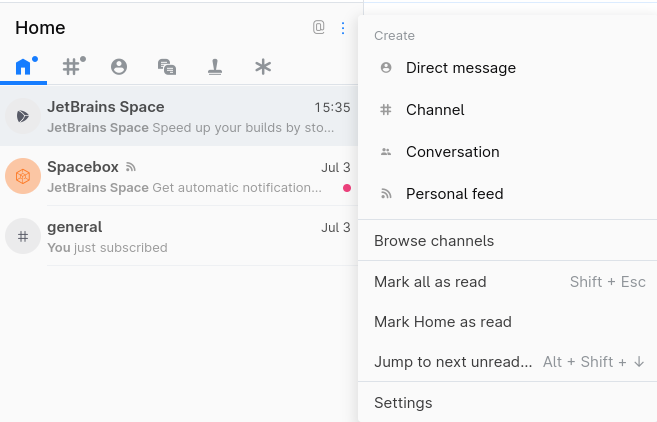 Home
@
JetBrains Space 15:35
JetBrains Space Speed up your builds by sto...
Spacebox Jul 3
JetBrains Space Get automatic notification...
general Jul 3
You just subscribed
Create
Direct message
Channel
Conversation
Personal feed
Browse channels
Mark all as read Shift + Esc
Mark Home as read
Jump to next unread... Alt + Shift + ↓
Settings